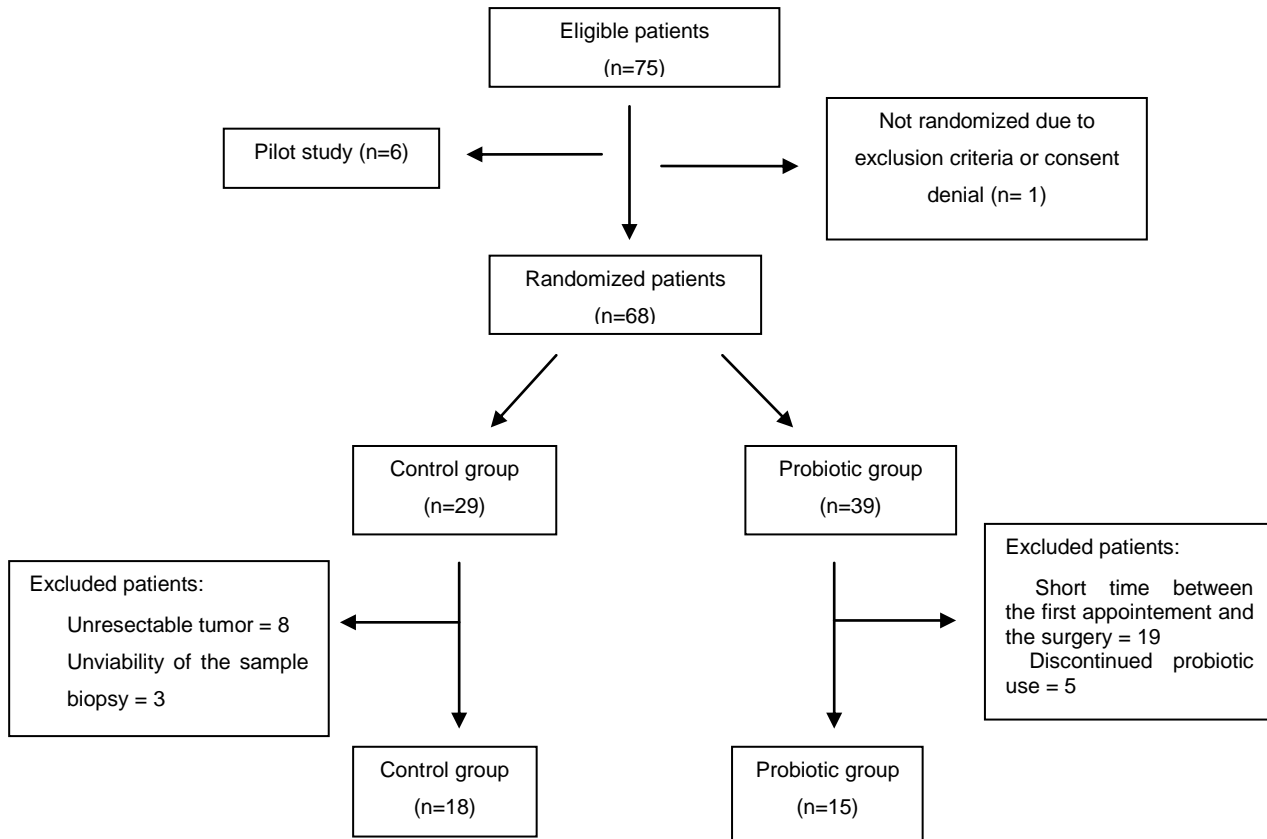 Eligible patients
(n=75)
Pilot study (n=6)
Not randomized due to
exclusion criteria or consent
denial (n= 1)
Randomized patients
(n=68)
Control group
(n=29)
Probiotic group
(n=39)
Excluded patients:
Unresectable tumor = 8
Unviability of the sample
biopsy = 3
Excluded patients:
Short time between
the first appointement and
the surgery = 19
Discontinued probiotic
use = 5
Control group
(n=18)
Probiotic group
(n=15)